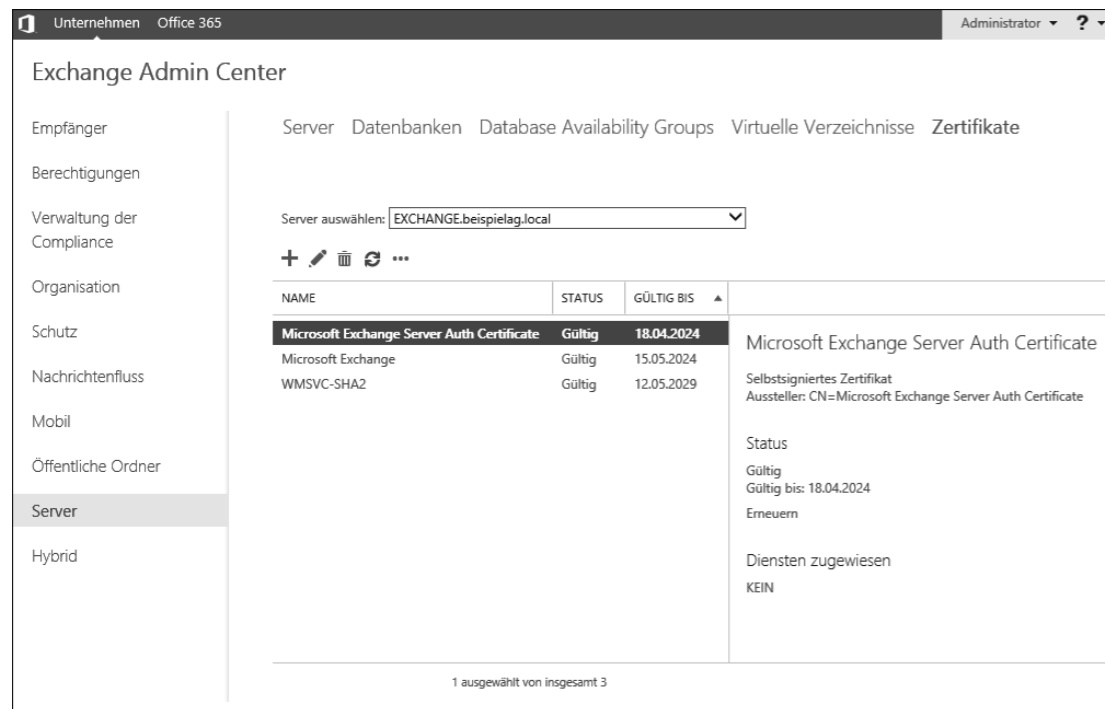 Unternehmen Office 365 Administrator ?
Exchange Admin Center
Empfänger
Berechtigungen
Verwaltung der
Compliance
Organisation
Schutz
Nachrichtenfluss
Mobil
Öffentliche Ordner
Server
Hybrid
Server Datenbanken Database Availability Groups Virtuelle Verzeichnisse Zertifikate
Server auswählen: EXCHANGE.beispielag.local
NAME STATUS GÜLTIG BIS
Microsoft Exchange Server Auth Certificate Gültig 18.04.2024
Microsoft Exchange Gültig 15.05.2024
WMSVC-SHA2 Gültig 12.05.2029
Microsoft Exchange Server Auth Certificate
Selbstsigniertes Zertifikat
Aussteller: CN=Microsoft Exchange Server Auth Certificate
Status
Gültig
Gültig bis: 18.04.2024
Erneuern
Diensten zugewiesen
KEIN
1 ausgewählt von insgesamt 3